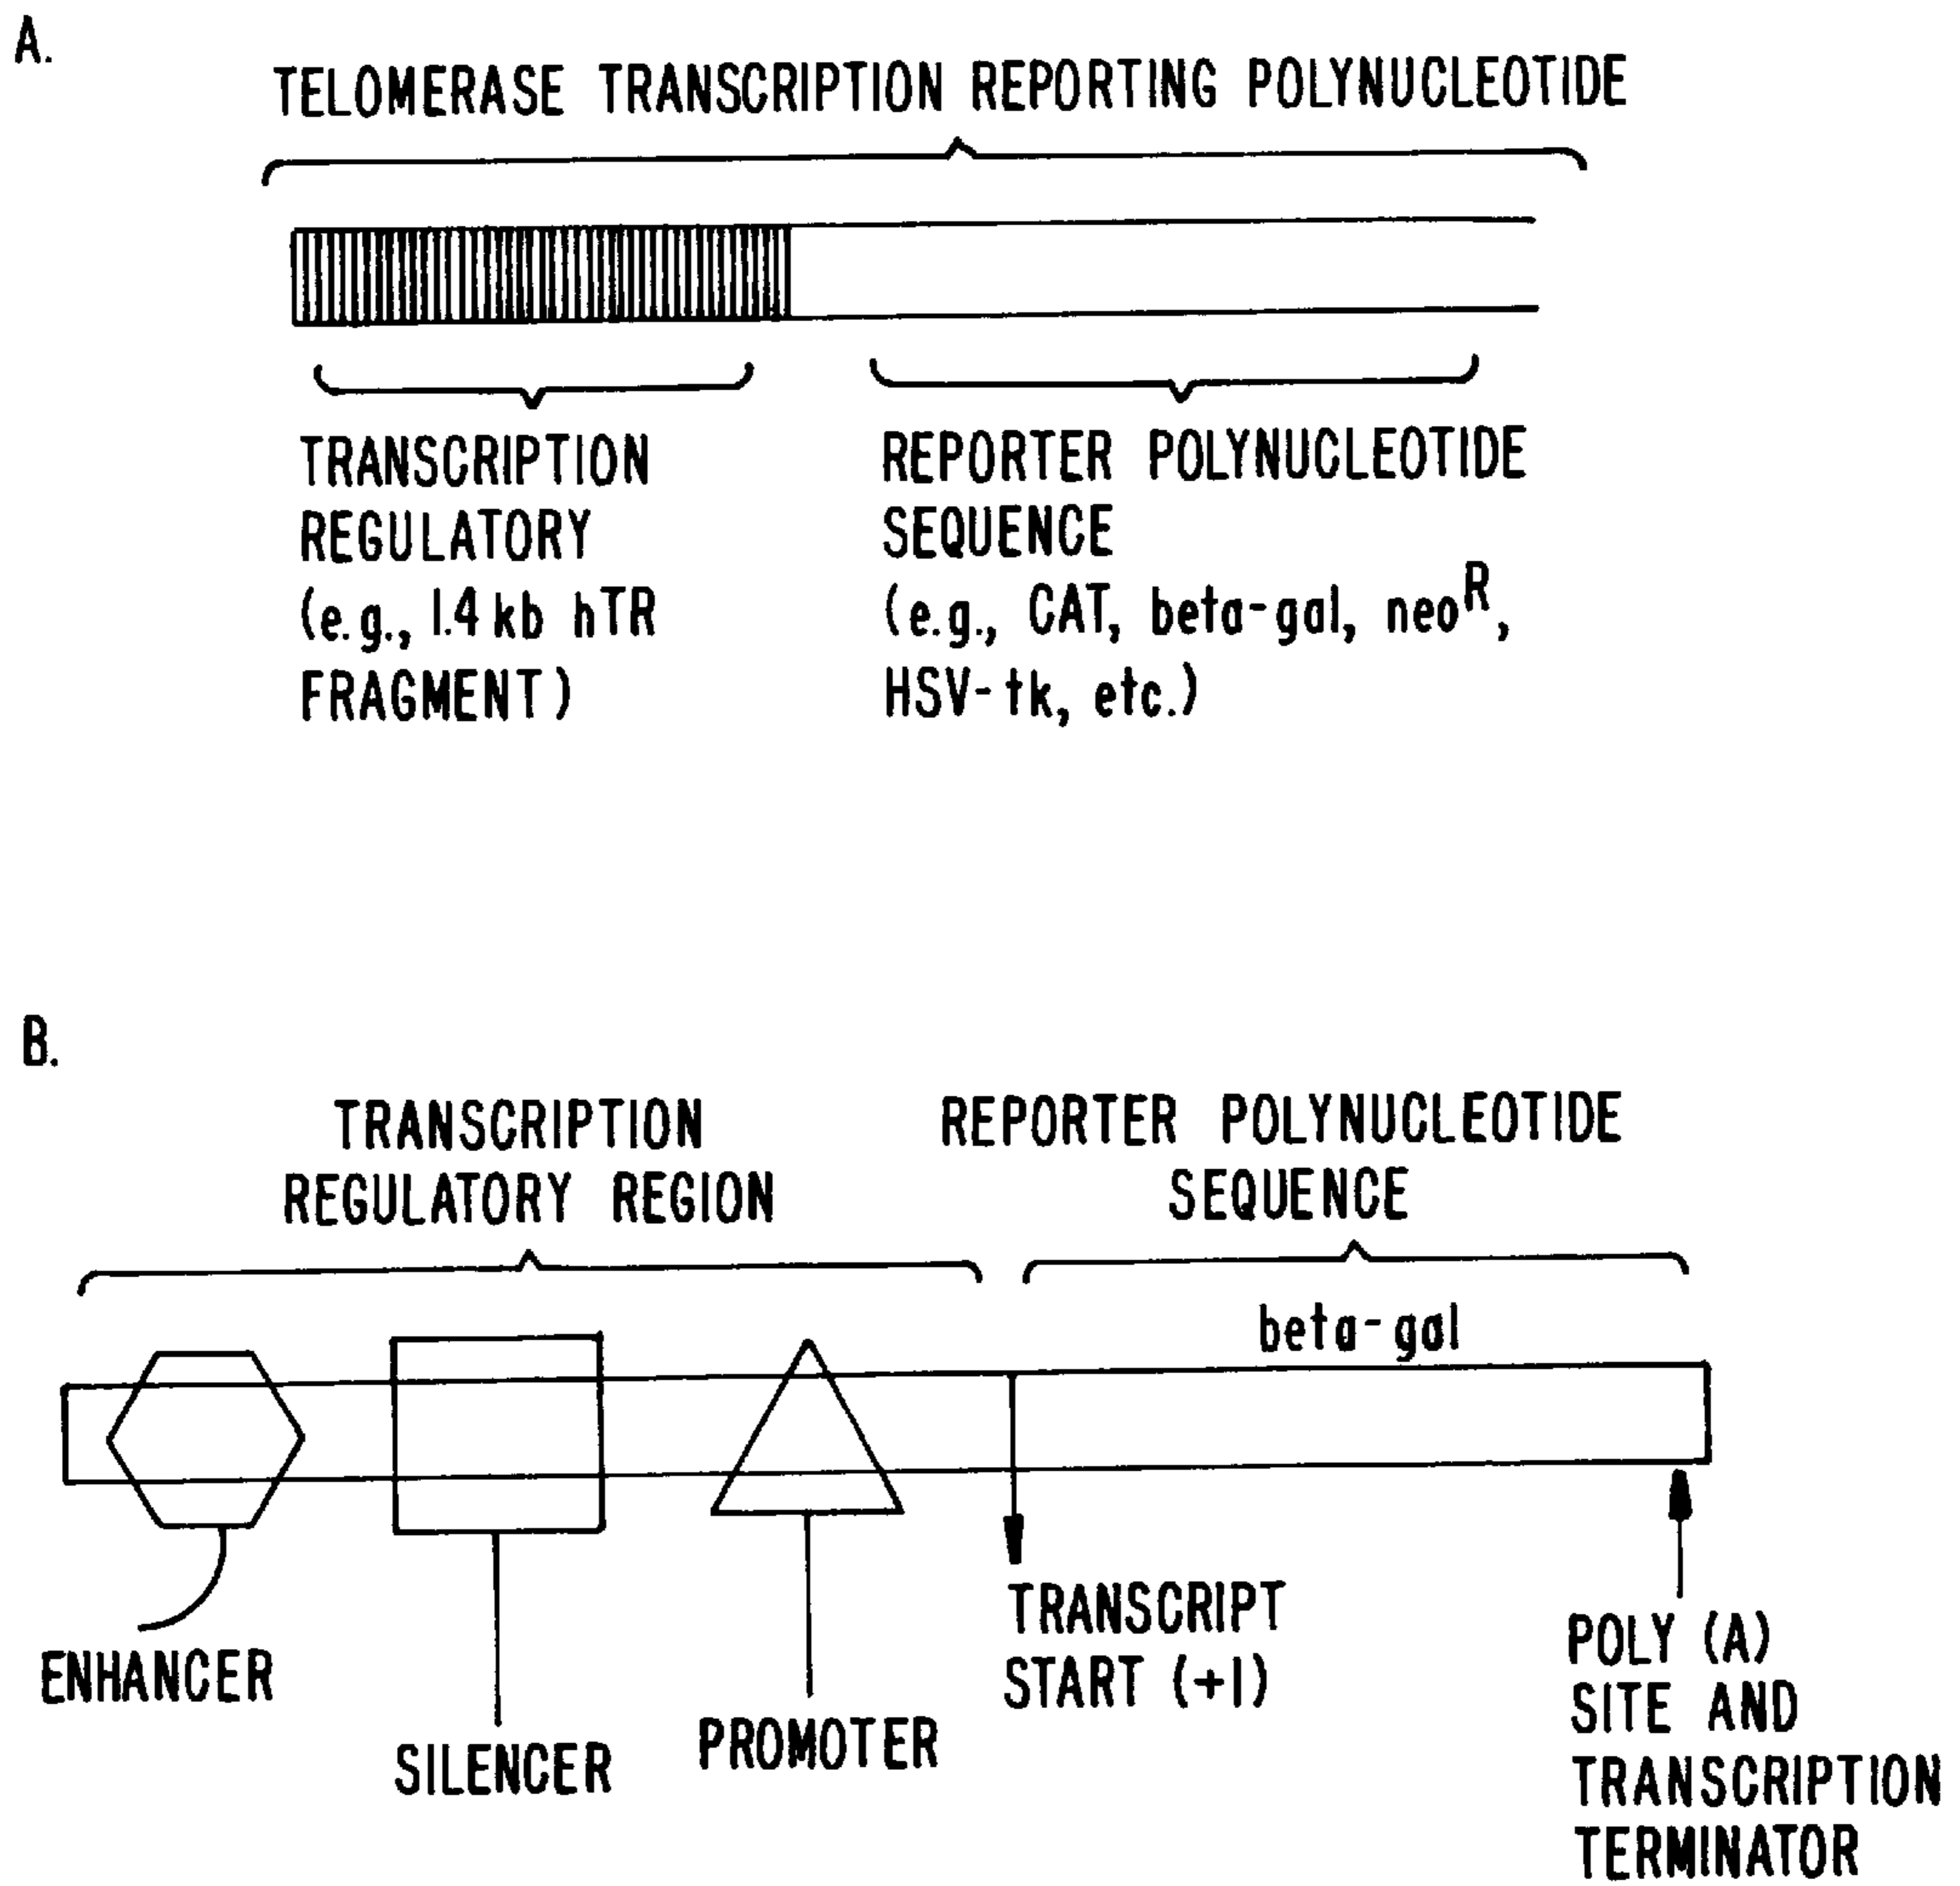 A.
TELOMERASE TRANSCRIPTION REPORTING POLYNUCLEOTIDE
TRANSCRIPTION
REGULATORY
(e.g., 1.4 kb hTR
FRAGMENT)
REPORTER POLYNUCLEOTIDE
SEQUENCE
(e.g., CAT, beta-gal, neoᴿ,
HSV-tk, etc.)
B.
TRANSCRIPTION
REGULATORY REGION
REPORTER POLYNUCLEOTIDE
SEQUENCE
beta-gal
ENHANCER
SILENCER
PROMOTER
TRANSCRIPT
START (+1)
POLY (A)
SITE AND
TRANSCRIPTION
TERMINATOR